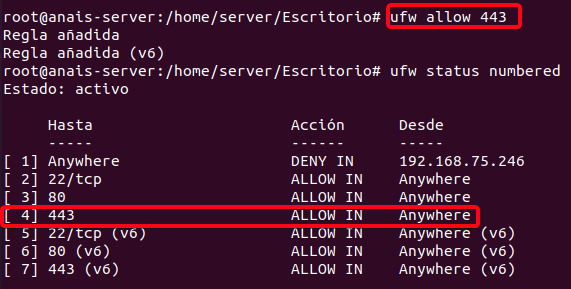 root@anais-server:/home/server/Escritorio# ufw allow 443
Regla añadida
Regla añadida (v6)
root@anais-server:/home/server/Escritorio# ufw status numbered
Estado: activo
Hasta Acción Desde
----- ------ -----
[ 1] Anywhere DENY IN 192.168.75.246
[ 2] 22/tcp ALLOW IN Anywhere
[ 3] 80 ALLOW IN Anywhere
[ 4] 443 ALLOW IN Anywhere
[ 5] 22/tcp (v6) ALLOW IN Anywhere (v6)
[ 6] 80 (v6) ALLOW IN Anywhere (v6)
[ 7] 443 (v6) ALLOW IN Anywhere (v6)